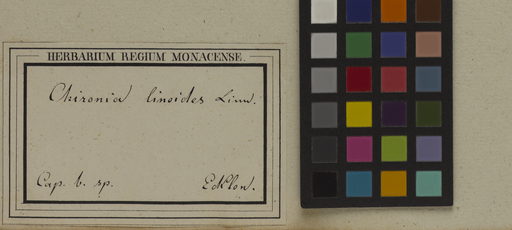 HERBARIUM REGIUM MONACENSE.
Chironia linoides Linn.
Cap. b. sp.
Ecklon.